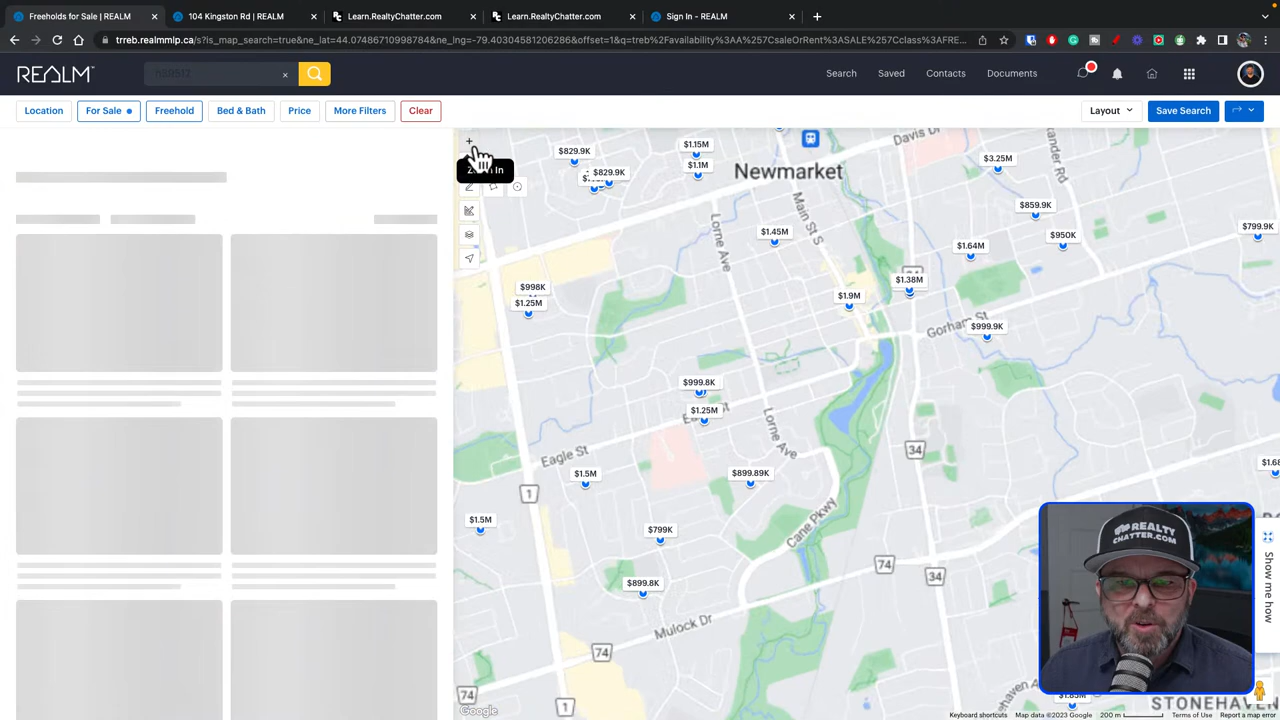 Freeholds for Sale | REALM
104 Kingston Rd | REALM
Learn.RealtyChatter.com
Learn.RealtyChatter.com
Sign In - REALM
trreb.realmmlp.ca/s?is_map_search=true&ne_lat=44.07486710998784&ne_lng=-79.40304581206286&offset=1&q=treb%2Favailability%3AA%257CsaleOrRent%3ASALE%257Cclass%3AFRE...
REALM
Search
Saved
Contacts
Documents
Location
For Sale
Freehold
Bed & Bath
Price
More Filters
Clear
Layout
Save Search
Davis Dr
Newmarket
Main St S
Lorne Ave
Gorham St
Eagle St
Lorne Ave
Cane Pkwy
Mulock Dr
STONEHAVEN
$829.9K
$829.9K
$1.15M
$1.1M
$3.25M
$859.9K
$950K
$799.9K
$1.45M
$1.64M
$1.38M
$998K
$1.25M
$1.9M
$999.9K
$999.8K
$1.25M
$1.5M
$899.89K
$1.5M
$799K
$899.8K
34
1
34
74
34
74
74
1
REALTY
CHATTER.COM
Show me how
Google
Keyboard shortcuts
Map data ©2023 Google
200 m
Terms of Use
Report a map error